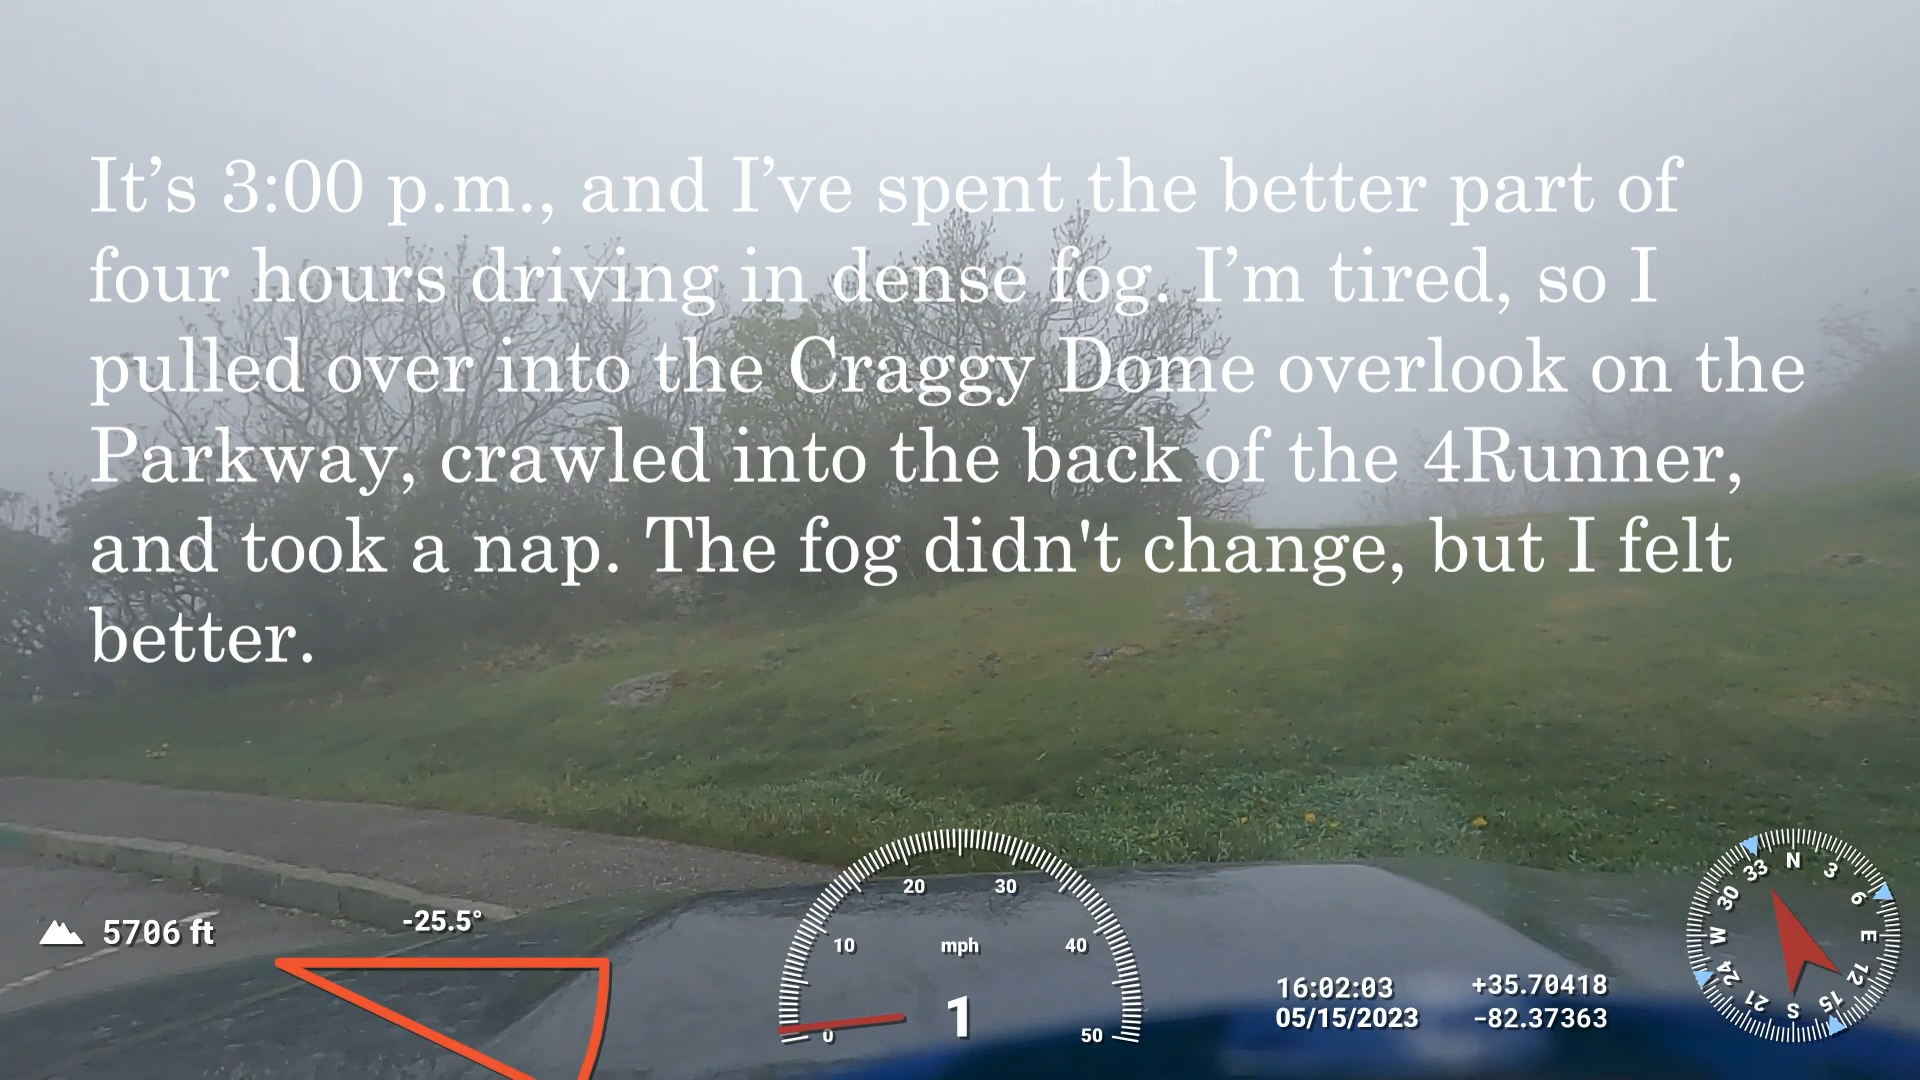 It’s 3:00 p.m., and I’ve spent the better part of
four hours driving in dense fog. I’m tired, so I
pulled over into the Craggy Dome overlook on the
Parkway, crawled into the back of the 4Runner,
and took a nap. The fog didn't change, but I felt
better.
5706 ft
-25.5°
0
10
20
30
40
50
mph
1
16:02:03
05/15/2023
+35.70418
-82.37363
N
3
6
E
12
15
S
21
24
W
30
33